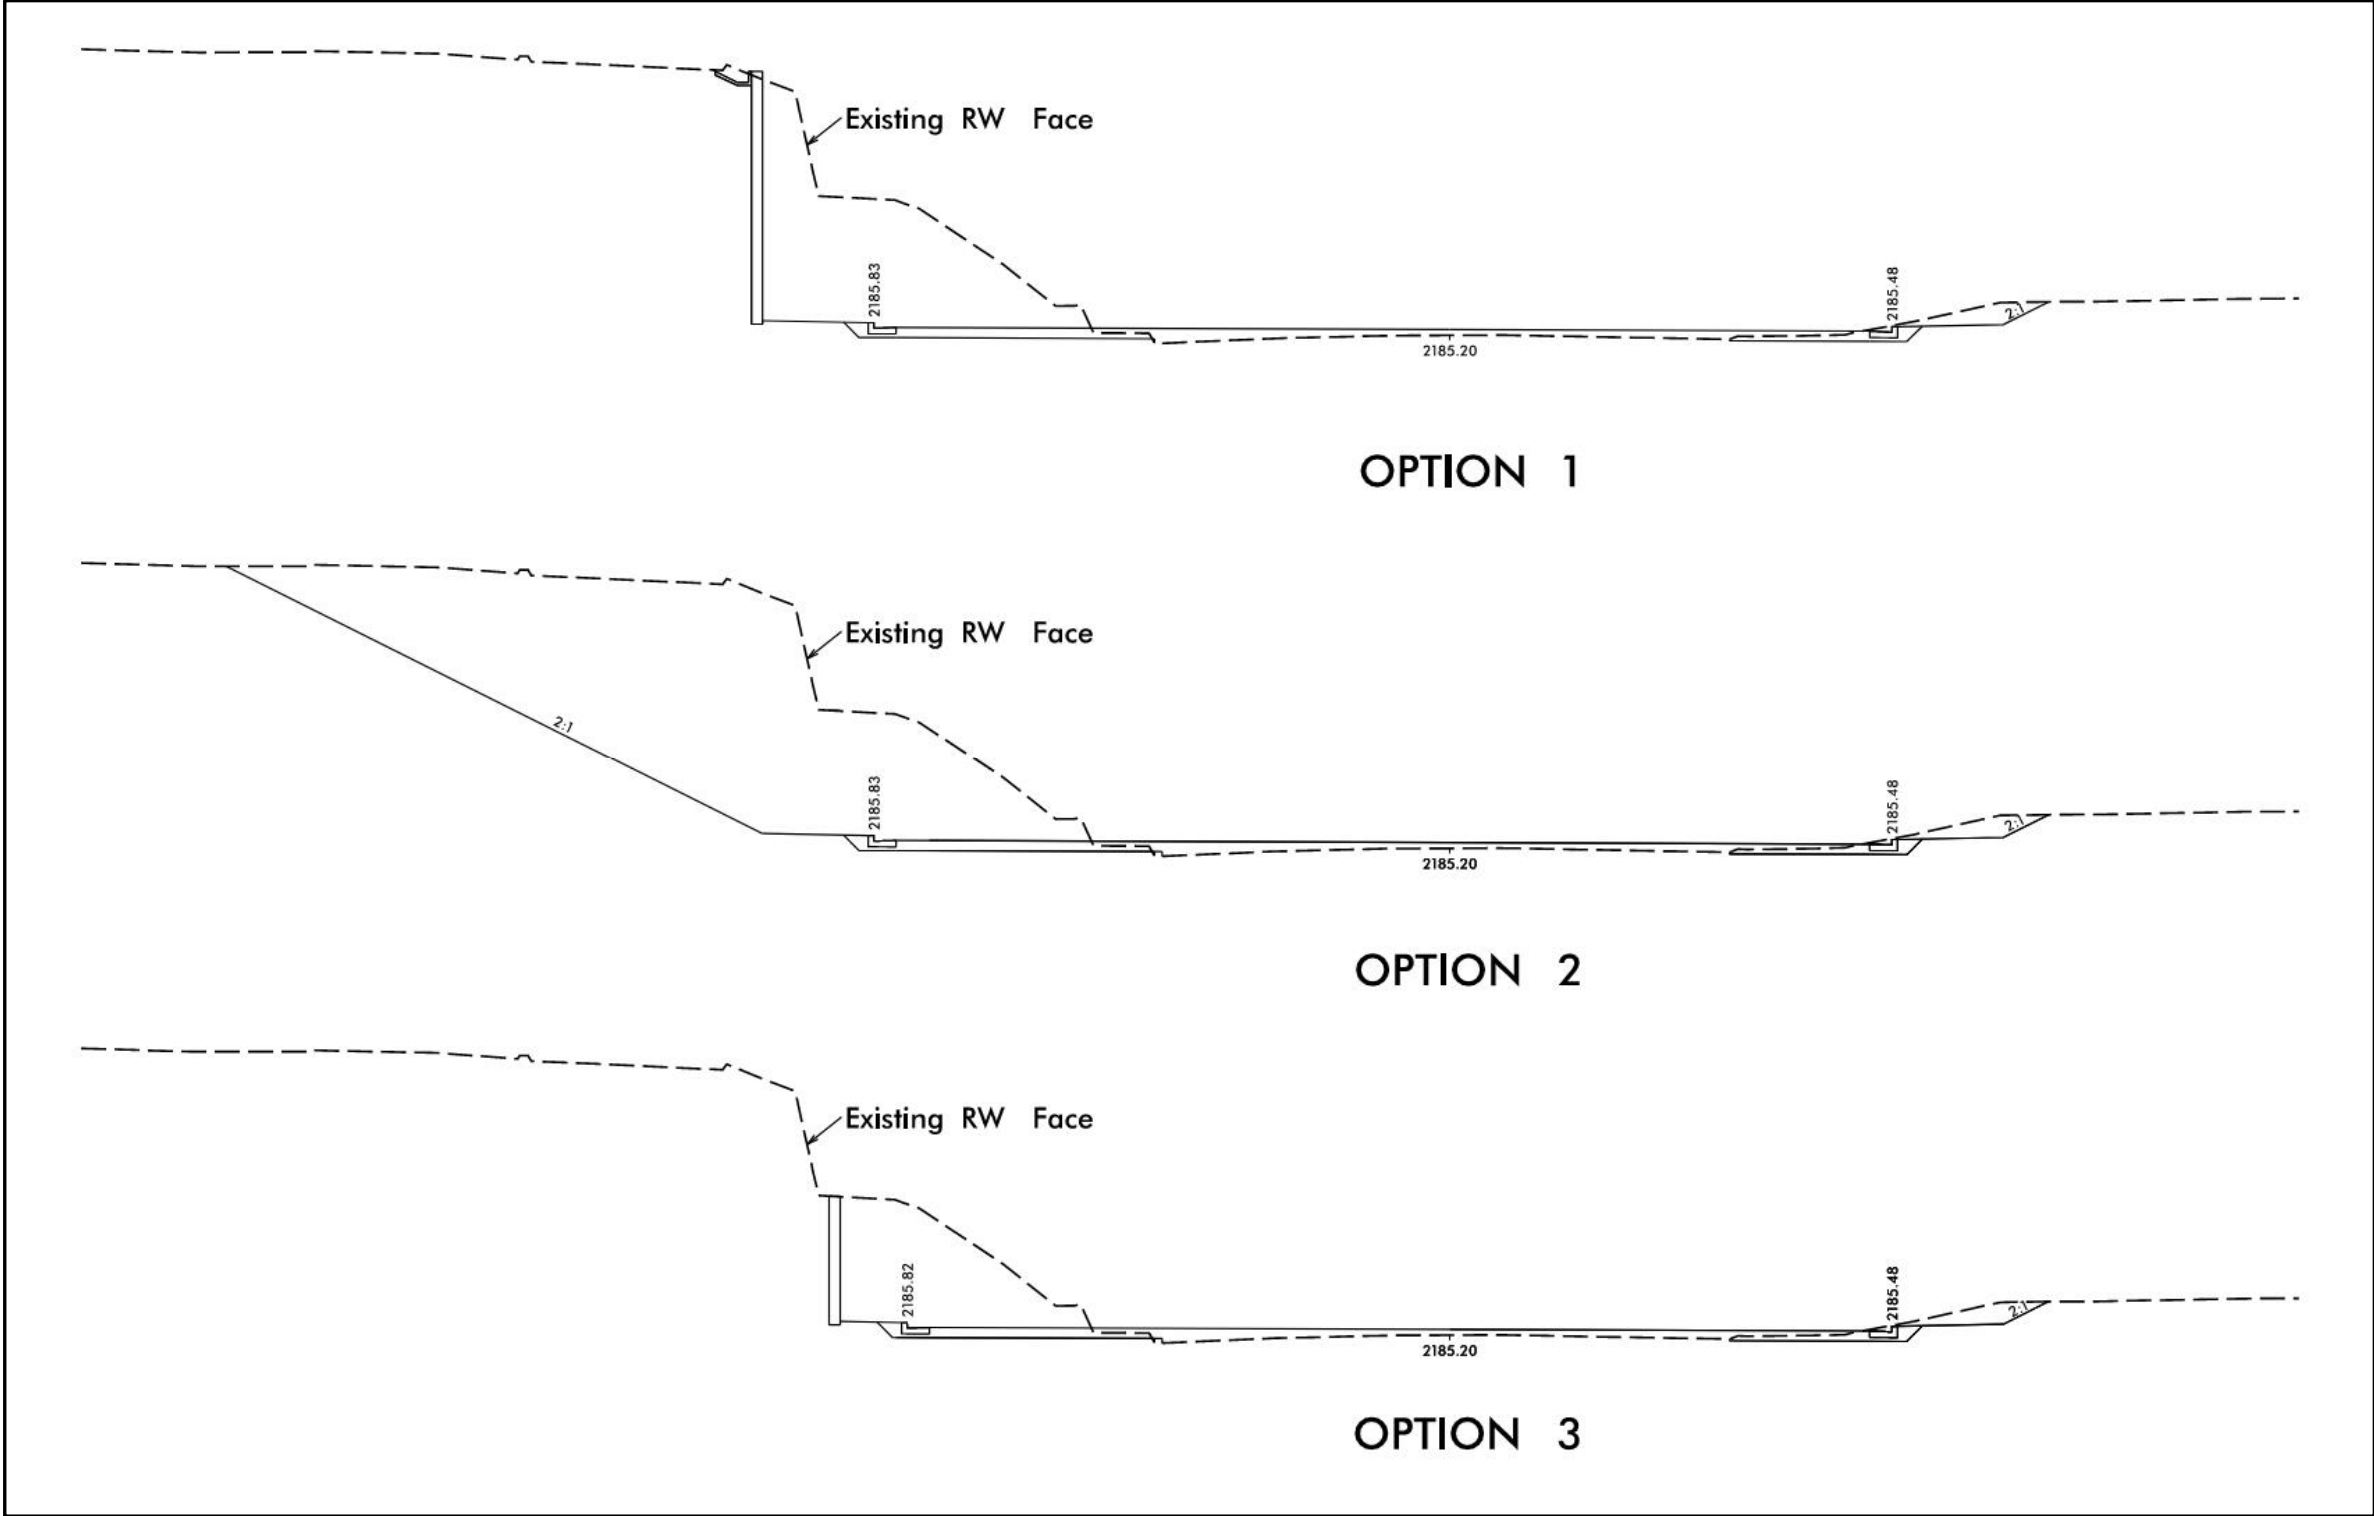 Existing RW Face
2185.83
2185.48
2:1
2185.20
OPTION 1
Existing RW Face
2:1
2185.83
2185.48
2:1
2185.20
OPTION 2
Existing RW Face
2185.82
2185.48
2:1
2185.20
OPTION 3